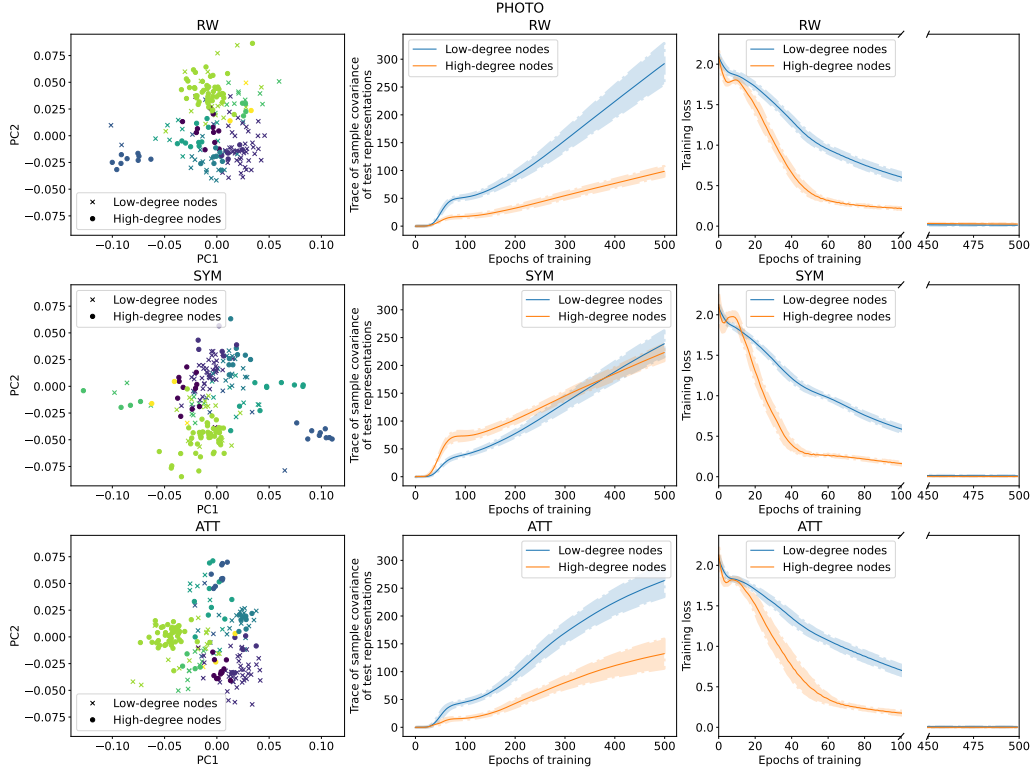 PHOTO
RW
RW
PC2
0.075
0.050
0.025
0.000
−0.025
−0.050
−0.075
Low-degree nodes
High-degree nodes
−0.10
−0.05
0.00
0.05
0.10
PC1
Trace of sample covariance
of test representations
300
250
200
150
100
50
0
Low-degree nodes
High-degree nodes
0
100
200
300
400
500
Epochs of training
Training loss
2.0
1.5
1.0
0.5
0.0
Low-degree nodes
High-degree nodes
0
20
40
60
80
100
450
475
500
Epochs of training
RW
SYM
PC2
0.075
0.050
0.025
0.000
−0.025
−0.050
−0.075
Low-degree nodes
High-degree nodes
−0.10
−0.05
0.00
0.05
0.10
PC1
SYM
Trace of sample covariance
of test representations
300
250
200
150
100
50
0
Low-degree nodes
High-degree nodes
0
100
200
300
400
500
Epochs of training
SYM
Training loss
2.0
1.5
1.0
0.5
0.0
Low-degree nodes
High-degree nodes
0
20
40
60
80
100
450
475
500
Epochs of training
ATT
PC2
0.075
0.050
0.025
0.000
−0.025
−0.050
−0.075
Low-degree nodes
High-degree nodes
−0.10
−0.05
0.00
0.05
0.10
PC1
ATT
Trace of sample covariance
of test representations
300
250
200
150
100
50
0
Low-degree nodes
High-degree nodes
0
100
200
300
400
500
Epochs of training
ATT
Training loss
2.0
1.5
1.0
0.5
0.0
Low-degree nodes
High-degree nodes
0
20
40
60
80
100
450
475
500
Epochs of training